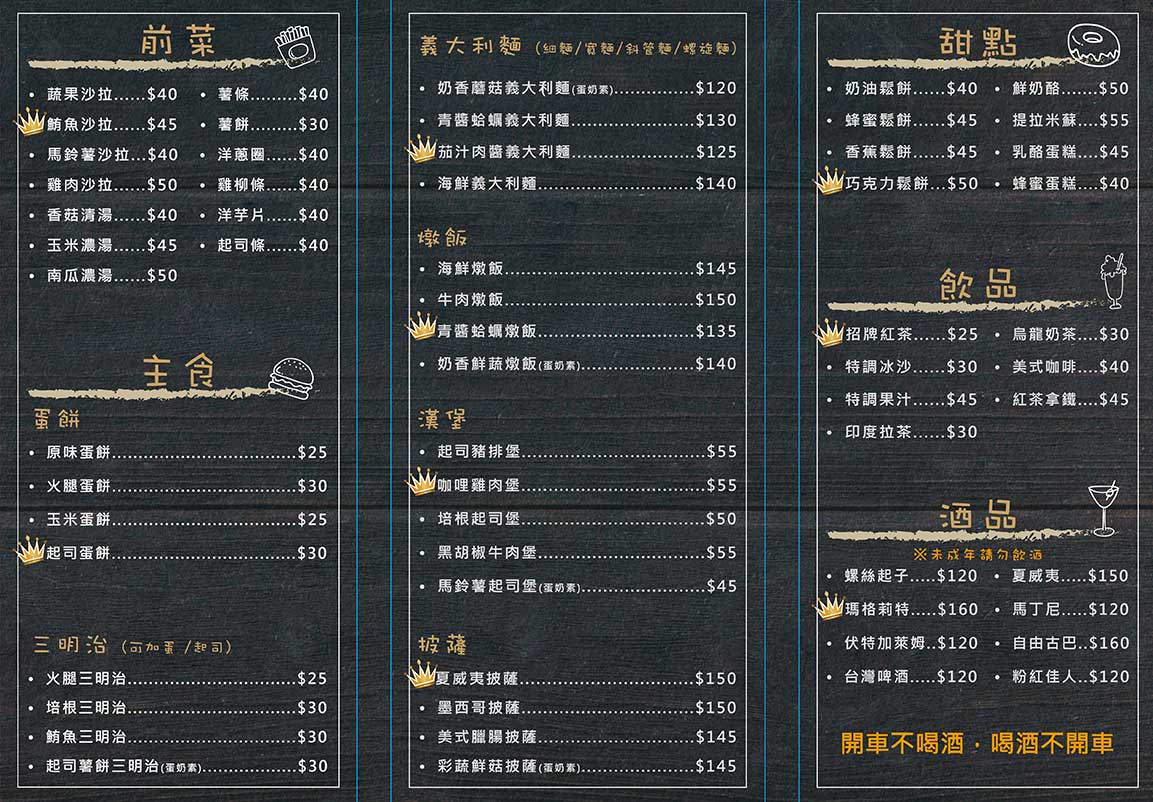 前菜
蔬果沙拉......$40
鮪魚沙拉......$45
馬鈴薯沙拉...$40
雞肉沙拉......$50
香菇清湯......$40
玉米濃湯......$45
南瓜濃湯......$50
薯條.........$40
薯餅.........$30
洋蔥圈......$40
雞柳條......$40
洋芋片......$40
起司條......$40
主食
蛋餅
原味蛋餅..................................$25
火腿蛋餅..................................$30
玉米蛋餅..................................$25
起司蛋餅..................................$30
三明治 (可加蛋/起司)
火腿三明治...............................$25
培根三明治...............................$30
鮪魚三明治...............................$30
起司薯餅三明治(蛋奶素)..................$30
義大利麵 (細麵/寬麵/斜管麵/螺旋麵)
奶香蘑菇義大利麵(蛋奶素)...............$120
青醬蛤蠣義大利麵.......................$130
茄汁肉醬義大利麵.......................$125
海鮮義大利麵.............................$140
燉飯
海鮮燉飯...................................$145
牛肉燉飯...................................$150
青醬蛤蠣燉飯.............................$135
奶香鮮蔬燉飯(蛋奶素).....................$140
漢堡
起司豬排堡..................................$55
咖哩雞肉堡..................................$55
培根起司堡..................................$50
黑胡椒牛肉堡...............................$55
馬鈴薯起司堡(蛋奶素).......................$45
披薩
夏威夷披薩................................$150
墨西哥披薩................................$150
美式臘腸披薩.............................$145
彩蔬鮮菇披薩(蛋奶素).....................$145
甜點
奶油鬆餅......$40
蜂蜜鬆餅......$45
香蕉鬆餅......$45
巧克力鬆餅...$50
鮮奶酪......$50
提拉米蘇...$55
乳酪蛋糕...$45
蜂蜜蛋糕...$40
飲品
招牌紅茶......$25
特調冰沙......$30
特調果汁......$45
印度拉茶......$30
烏龍奶茶....$30
美式咖啡....$40
紅茶拿鐵....$45
酒品
※未成年請勿飲酒
螺絲起子.....$120
瑪格莉特.....$160
伏特加萊姆..$120
台灣啤酒.....$120
夏威夷.....$150
馬丁尼.....$120
自由古巴..$160
粉紅佳人..$120
開車不喝酒，喝酒不開車